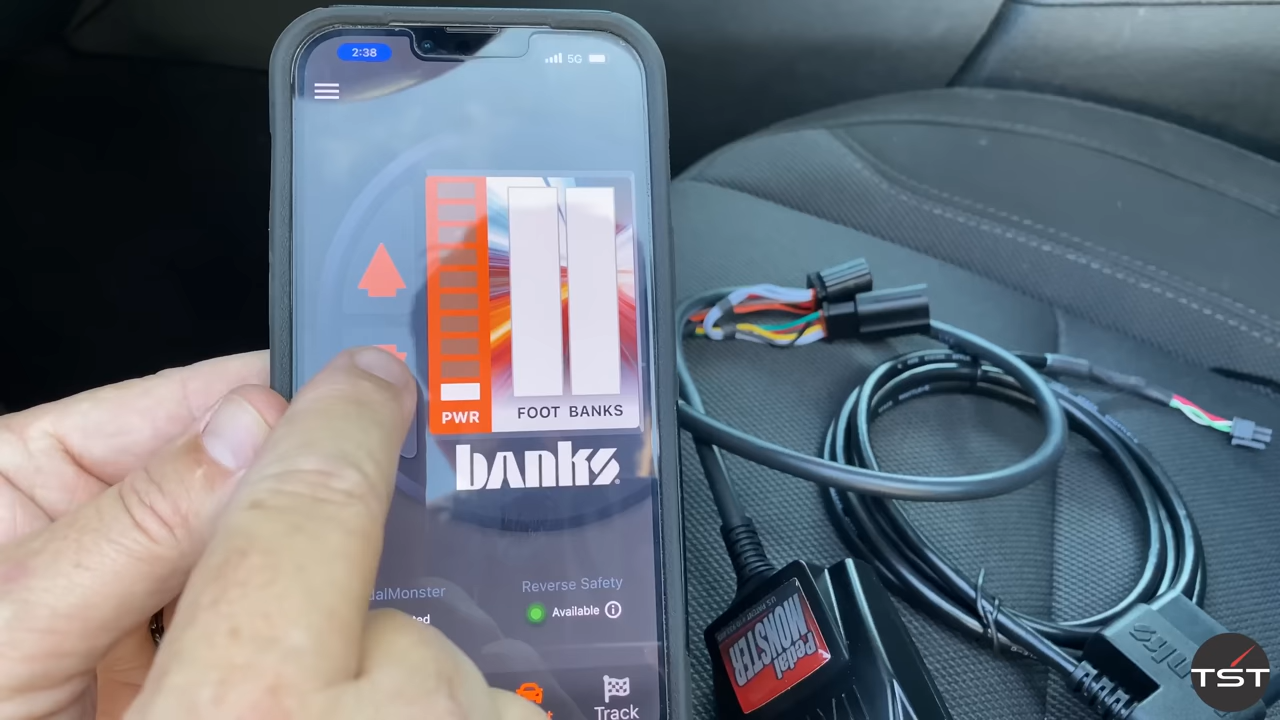 2:38
5G
PWR
FOOT BANKS
banks
Reverse Safety
Available
Track
Pedal
MONSTER
TST